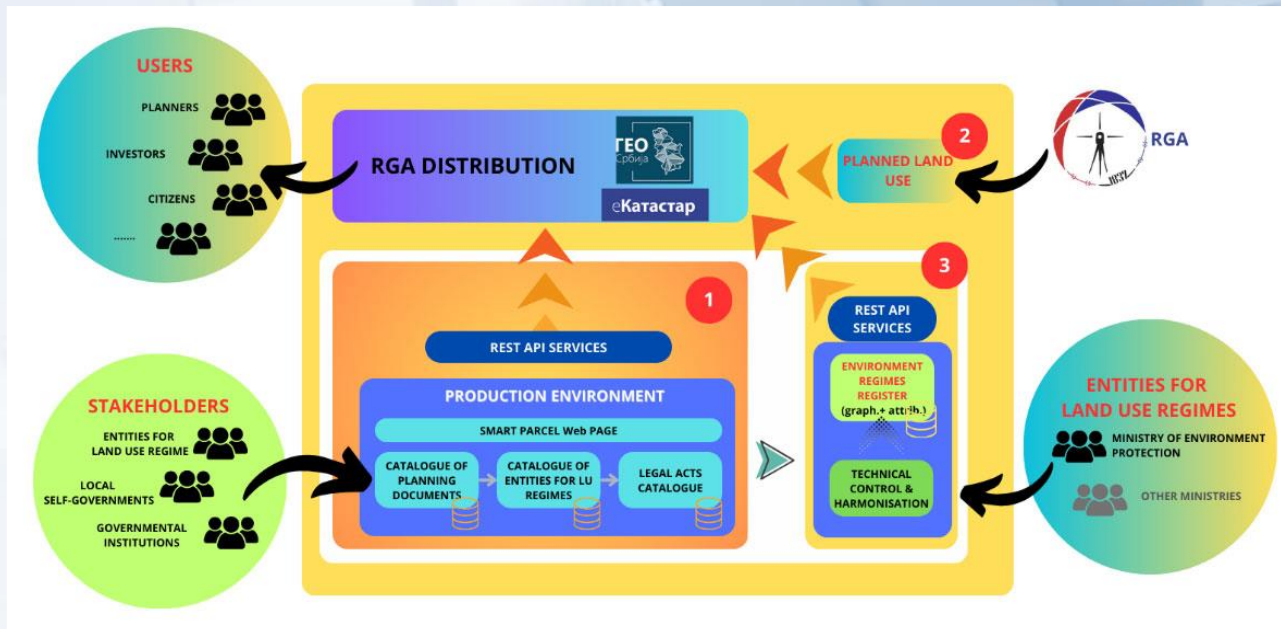 USERS
PLANNERS
INVESTORS
CITIZENS
.......
RGA DISTRIBUTION
ГЕО
Србија
еКатастар
PLANNED LAND
USE
2
RGA
1
REST API SERVICES
PRODUCTION ENVIRONMENT
SMART PARCEL Web PAGE
CATALOGUE OF
PLANNING
DOCUMENTS
CATALOGUE OF
ENTITIES FOR LU
REGIMES
LEGAL ACTS
CATALOGUE
3
REST API
SERVICES
ENVIRONMENT
REGIMES
REGISTER
(graph.+ attrib.)
TECHNICAL
CONTROL &
HARMONISATION
STAKEHOLDERS
ENTITIES FOR
LAND USE REGIME
LOCAL
SELF-GOVERNMENTS
GOVERNMENTAL
INSTITUTIONS
ENTITIES FOR
LAND USE REGIMES
MINISTRY OF ENVIRONMENT
PROTECTION
OTHER MINISTRIES